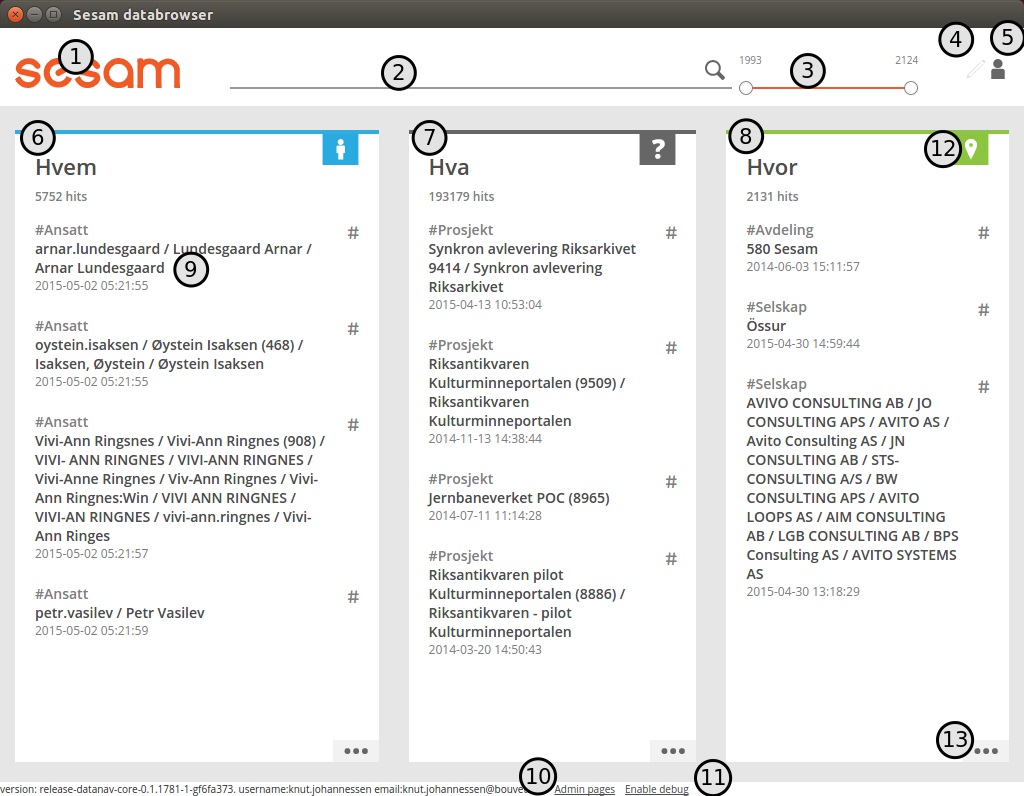 Sesam databrowser
1
sesam
2
1993
3
2124
4
5
6
Hvem
5752 hits
#Ansatt
#
arnar.lundesgaard / Lundesgaard Arnar /
Arnar Lundesgaard
9
2015-05-02 05:21:55
#Ansatt
#
oystein.isaksen / Øystein Isaksen (468) /
Isaksen, Øystein / Øystein Isaksen
2015-05-02 05:21:55
#Ansatt
#
Vivi-Ann Ringsnes / Vivi-Ann Ringnes (908) /
VIVI- ANN RINGNES / VIVI-ANN RINGNES /
Vivi-Anne Ringnes / Viv-Ann Ringnes / Vivi-
Ann Ringnes:Win / VIVI ANN RINGNES /
VIVI-AN RINGNES / vivi-ann.ringnes / Vivi-
Ann Ringes
2015-05-02 05:21:57
#Ansatt
#
petr.vasilev / Petr Vasilev
2015-05-02 05:21:59
7
?
Hva
193179 hits
#Prosjekt
#
Synkron avlevering Riksarkivet
9414 / Synkron avlevering
Riksarkivet
2015-04-13 10:53:04
#Prosjekt
#
Riksantikvaren
Kulturminneportalen (9509) /
Riksantikvaren
Kulturminneportalen
2014-11-13 14:38:44
#Prosjekt
#
Jernbaneverket POC (8965)
2014-07-11 11:14:28
#Prosjekt
#
Riksantikvaren pilot
Kulturminneportalen (8886) /
Riksantikvaren - pilot
Kulturminneportalen
2014-03-20 14:50:43
8
12
Hvor
2131 hits
#Avdeling
#
580 Sesam
2014-06-03 15:11:57
#Selskap
#
Össur
2015-04-30 14:59:44
#Selskap
#
AVIVO CONSULTING AB / JO
CONSULTING APS / AVITO AS /
Avito Consulting AS / JN
CONSULTING AB / STS-
CONSULTING A/S / BW
CONSULTING APS / AVITO
LOOPS AS / AIM CONSULTING
AB / LGB CONSULTING AB / BPS
Consulting AS / AVITO SYSTEMS
AS
2015-04-30 13:18:29
13
10
11
version: release-datanav-core-0.1.1781-1-gf6fa373. username:knut.johannessen email:knut.johannessen@bouvet Admin pages Enable debug